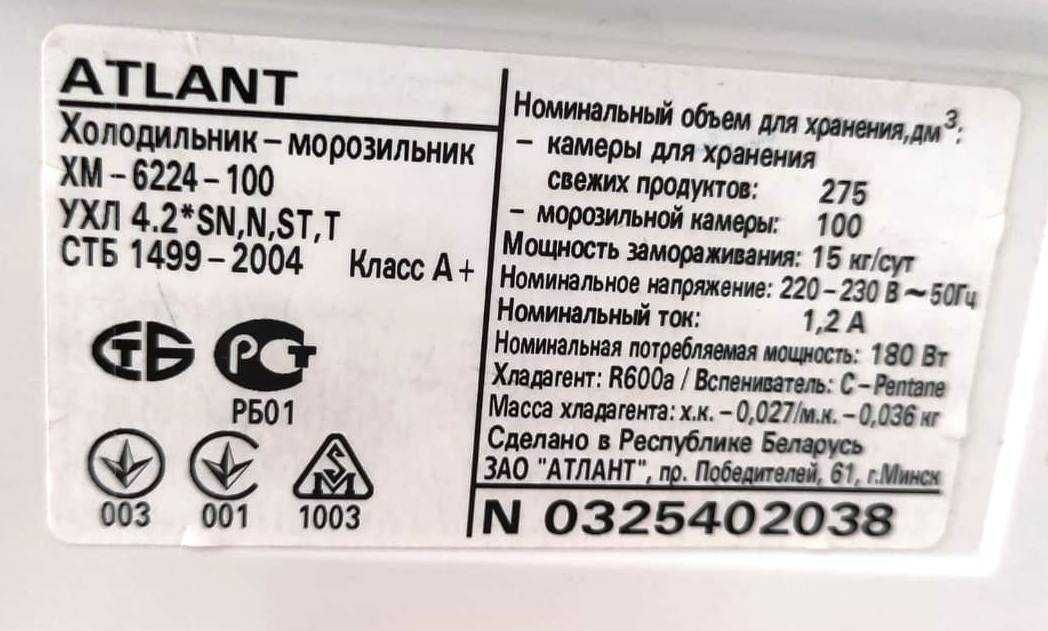 ATLANT
Холодильник – морозильник
ХМ – 6224 – 100
УХЛ 4.2*SN,N,ST,T
СТБ 1499 – 2004 Класс А+
СТБ РСТ
РБ01
003 001 1003
Номинальный объем для хранения,дм³:
– камеры для хранения
свежих продуктов: 275
– морозильной камеры: 100
Мощность замораживания: 15 кг/сут
Номинальное напряжение: 220 – 230 В ~ 50Гц
Номинальный ток: 1,2 А
Номинальная потребляемая мощность: 180 Вт
Хладагент: R600a / Вспениватель: C – Pentane
Масса хладагента: х.к. – 0,027/м.к. – 0,036 кг
Сделано в Республике Беларусь
ЗАО "АТЛАНТ", пр. Победителей, 61, г.Минск
N 0325402038